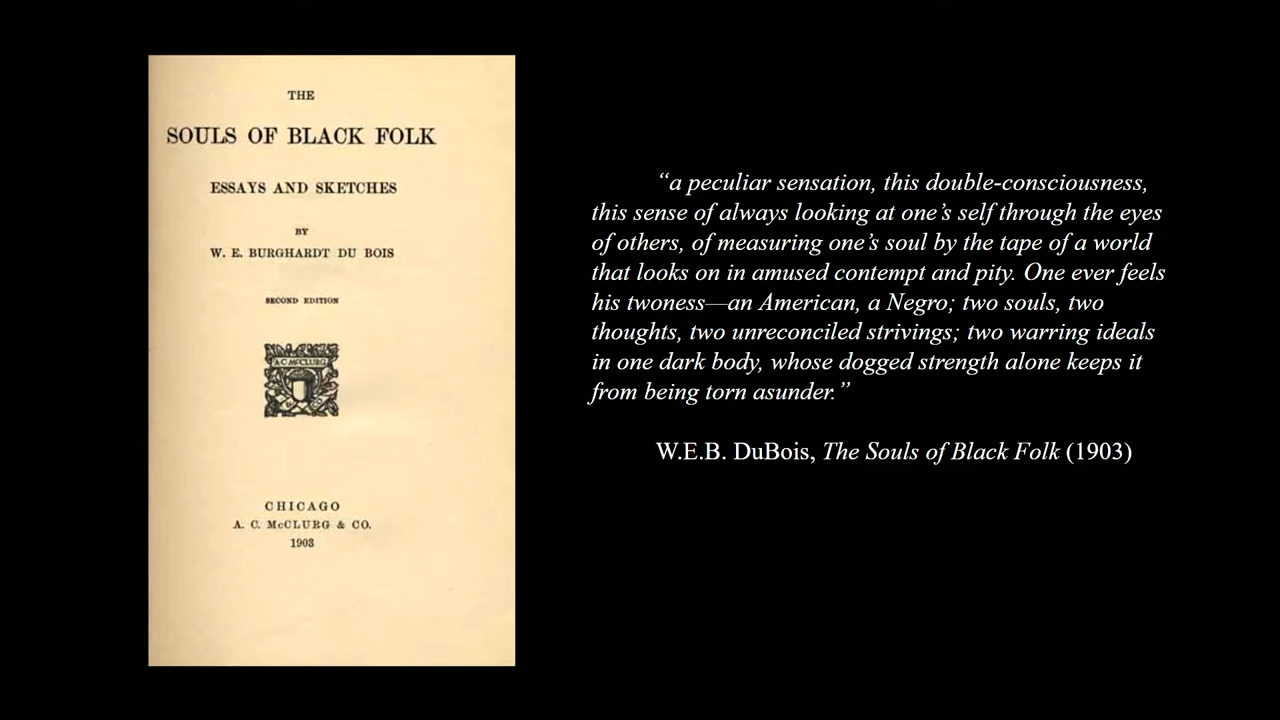 THE
SOULS OF BLACK FOLK
ESSAYS AND SKETCHES
BY
W. E. BURGHARDT DU BOIS
SECOND EDITION
A·C·McCLURG
CHICAGO
A. C. McCLURG & CO.
1903
“a peculiar sensation, this double-consciousness,
this sense of always looking at one’s self through the eyes
of others, of measuring one’s soul by the tape of a world
that looks on in amused contempt and pity. One ever feels
his twoness—an American, a Negro; two souls, two
thoughts, two unreconciled strivings; two warring ideals
in one dark body, whose dogged strength alone keeps it
from being torn asunder.”
W.E.B. DuBois, The Souls of Black Folk (1903)